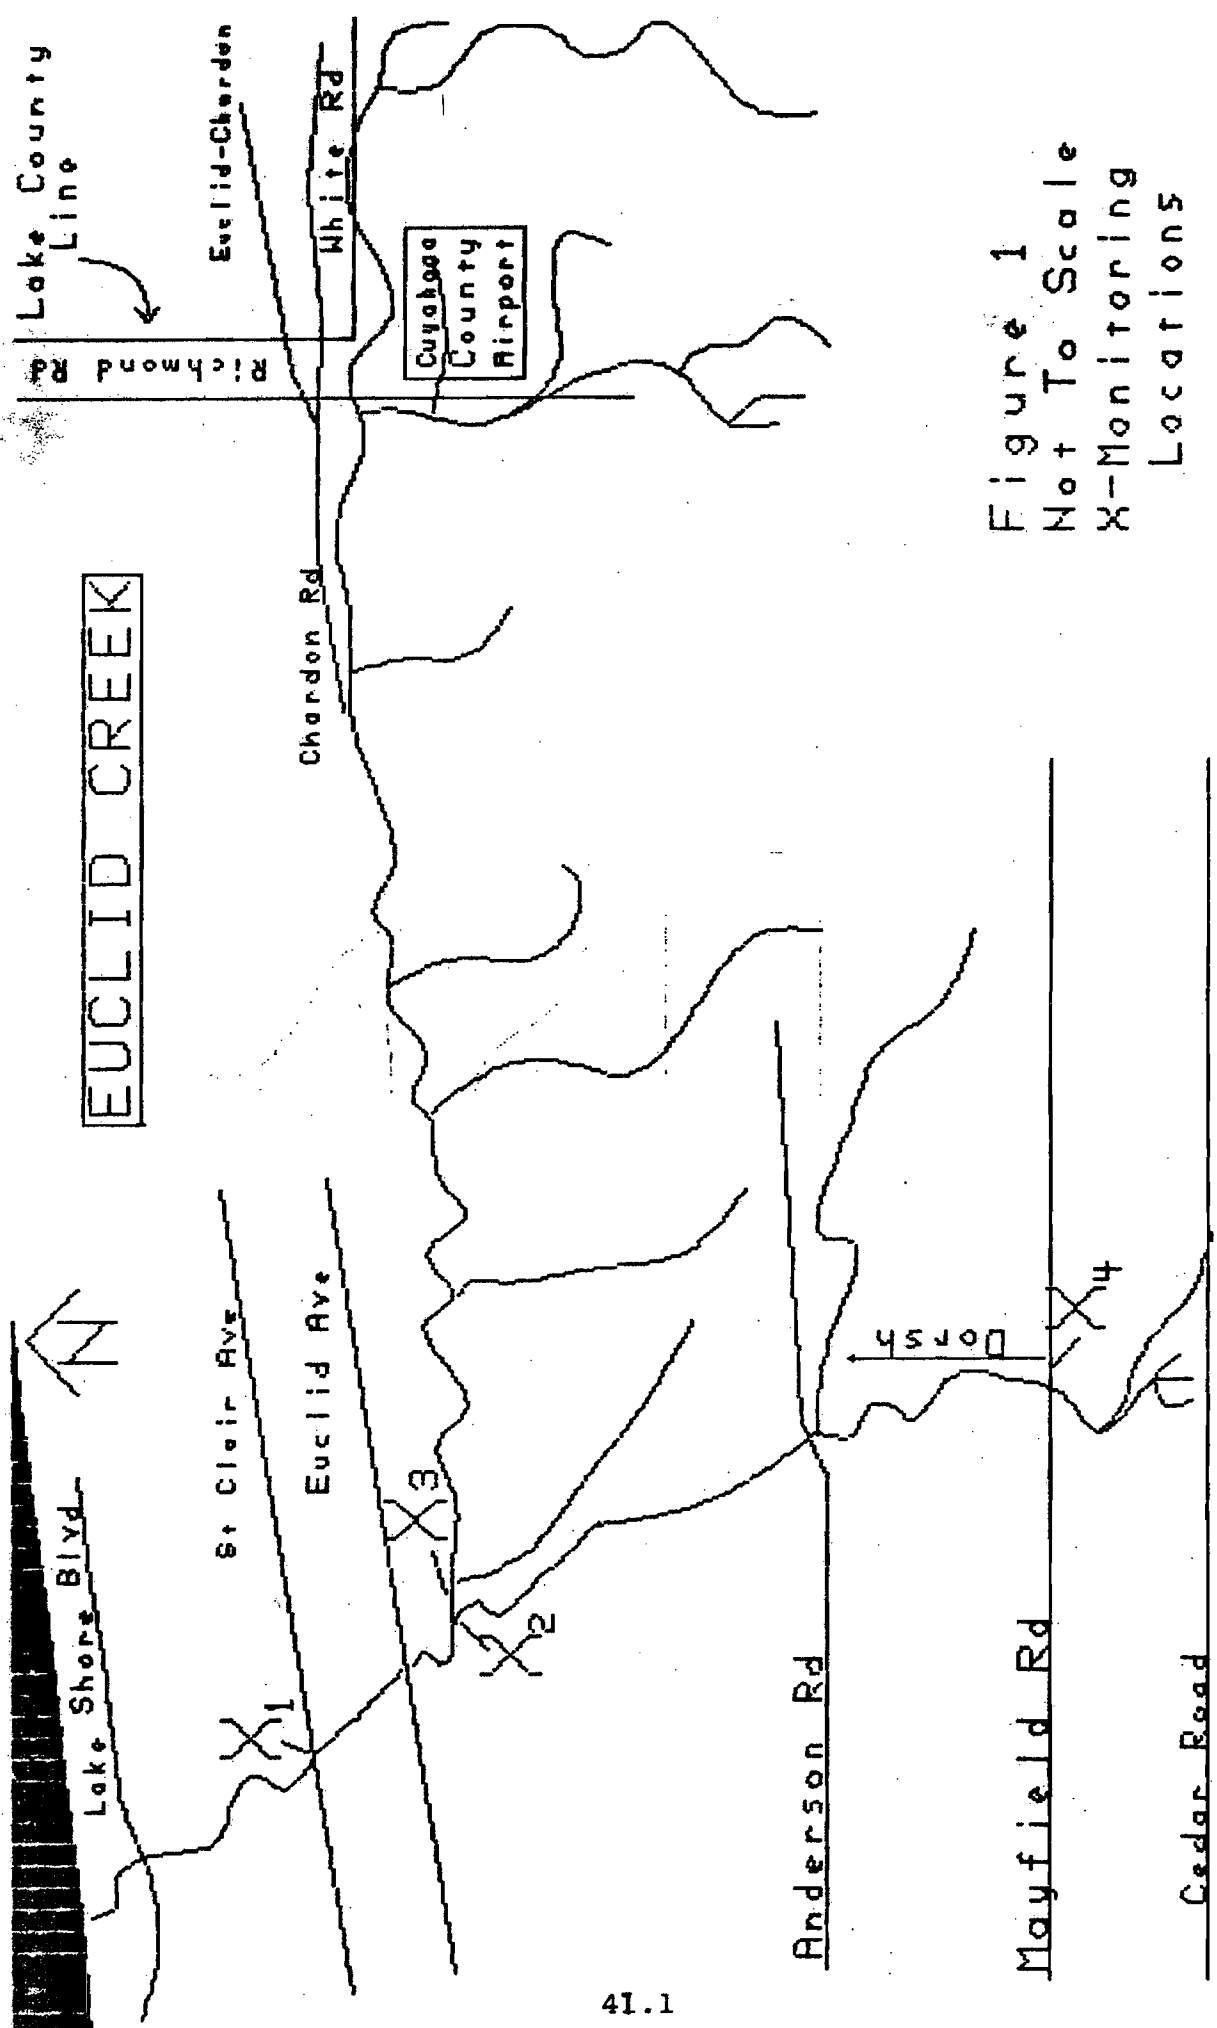 EUCLID CREEK
Lake County
Line
Euclid-Chardon
White Rd
Richmond Rd
Cuyahoga
County
Airport
Chardon Rd
N
Lake Shore Blvd
St Clair Ave
Euclid Ave
X1
X2
X3
X4
Dorsh
Anderson Rd
Mayfield Rd
Cedar Road
Figure 1
Not To Scale
X-Monitoring
Locations
4I.1